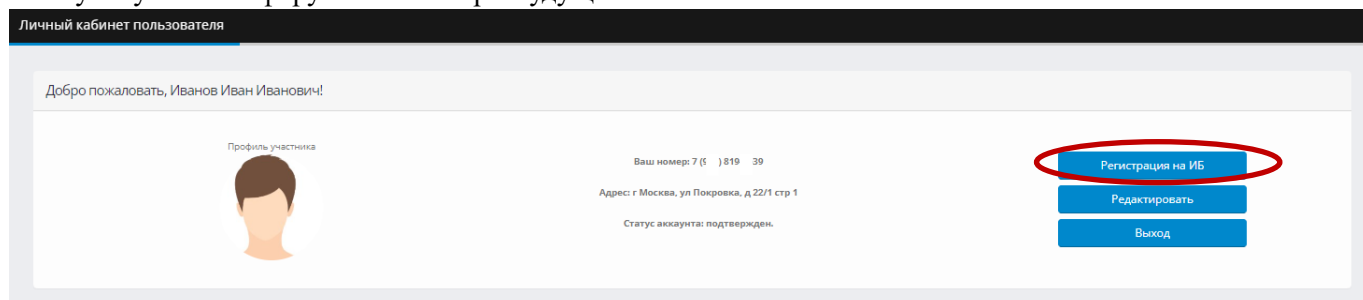 Личный кабинет пользователя
Добро пожаловать, Иванов Иван Иванович!
Профиль участника
Ваш номер: 7 ( ) 819 39
Адрес: г Москва, ул Покровка, д 22/1 стр 1
Статус аккаунта: подтвержден.
Регистрация на ИБ
Редактировать
Выход